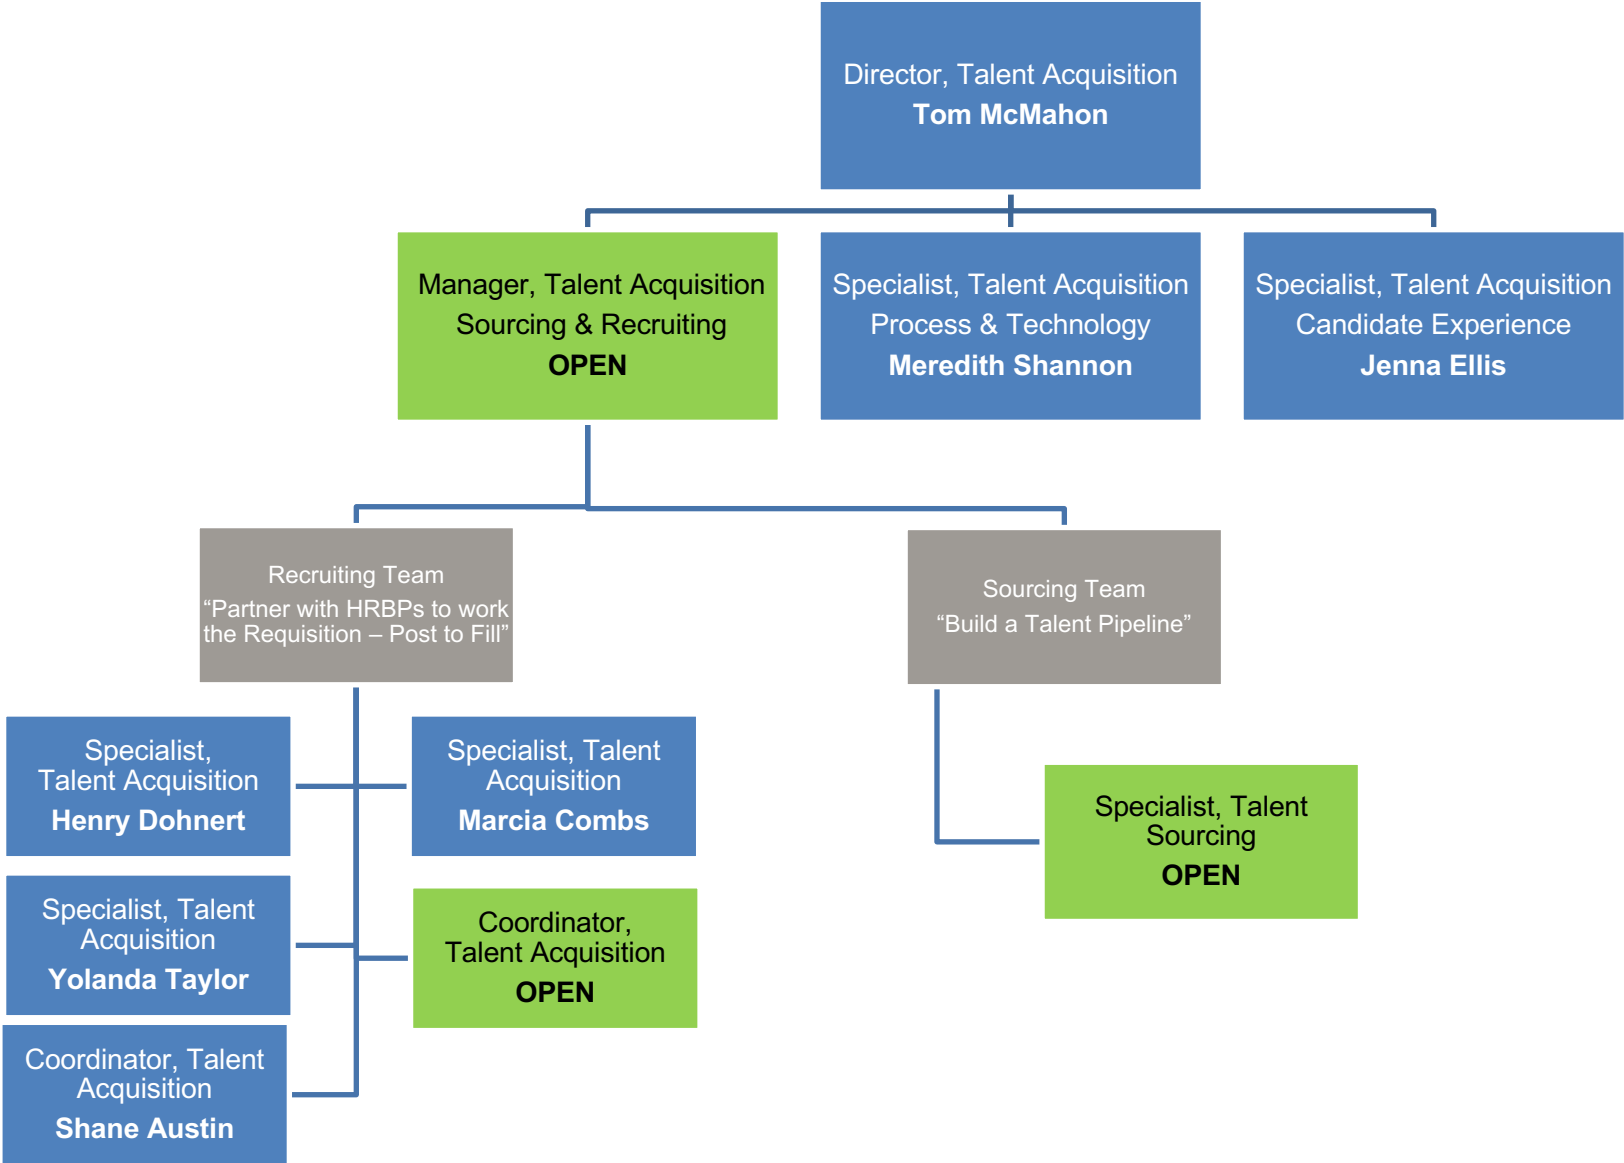 Director, Talent Acquisition
Tom McMahon
Manager, Talent Acquisition
Sourcing & Recruiting
OPEN
Specialist, Talent Acquisition
Process & Technology
Meredith Shannon
Specialist, Talent Acquisition
Candidate Experience
Jenna Ellis
Recruiting Team
“Partner with HRBPs to work
the Requisition – Post to Fill”
Sourcing Team
“Build a Talent Pipeline”
Specialist,
Talent Acquisition
Henry Dohnert
Specialist, Talent
Acquisition
Marcia Combs
Specialist, Talent
Sourcing
OPEN
Specialist, Talent
Acquisition
Yolanda Taylor
Coordinator,
Talent Acquisition
OPEN
Coordinator, Talent
Acquisition
Shane Austin